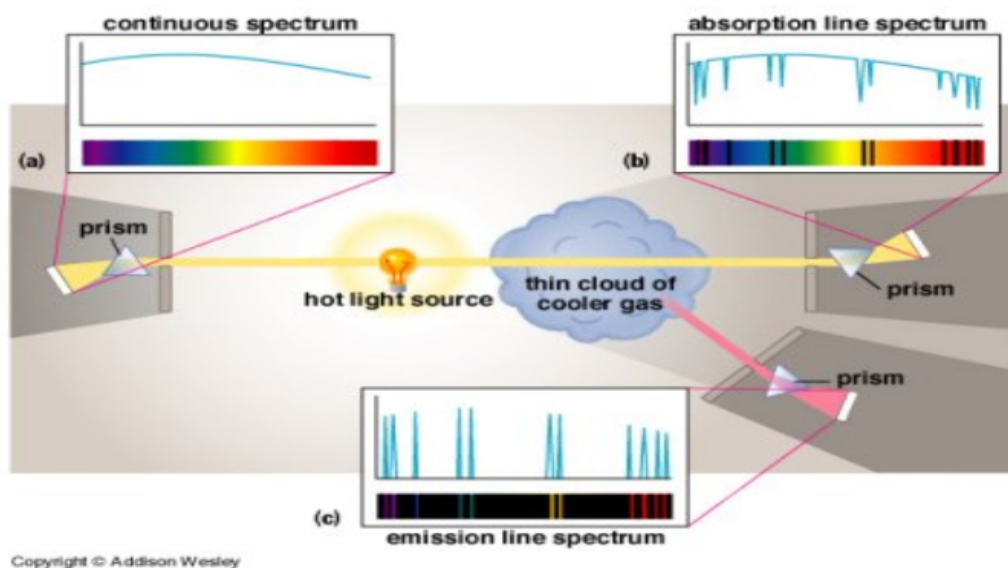 continuous spectrum
absorption line spectrum
(a)
(b)
prism
hot light source
thin cloud of
cooler gas
prism
prism
(c)
emission line spectrum
Copyright © Addison Wesley